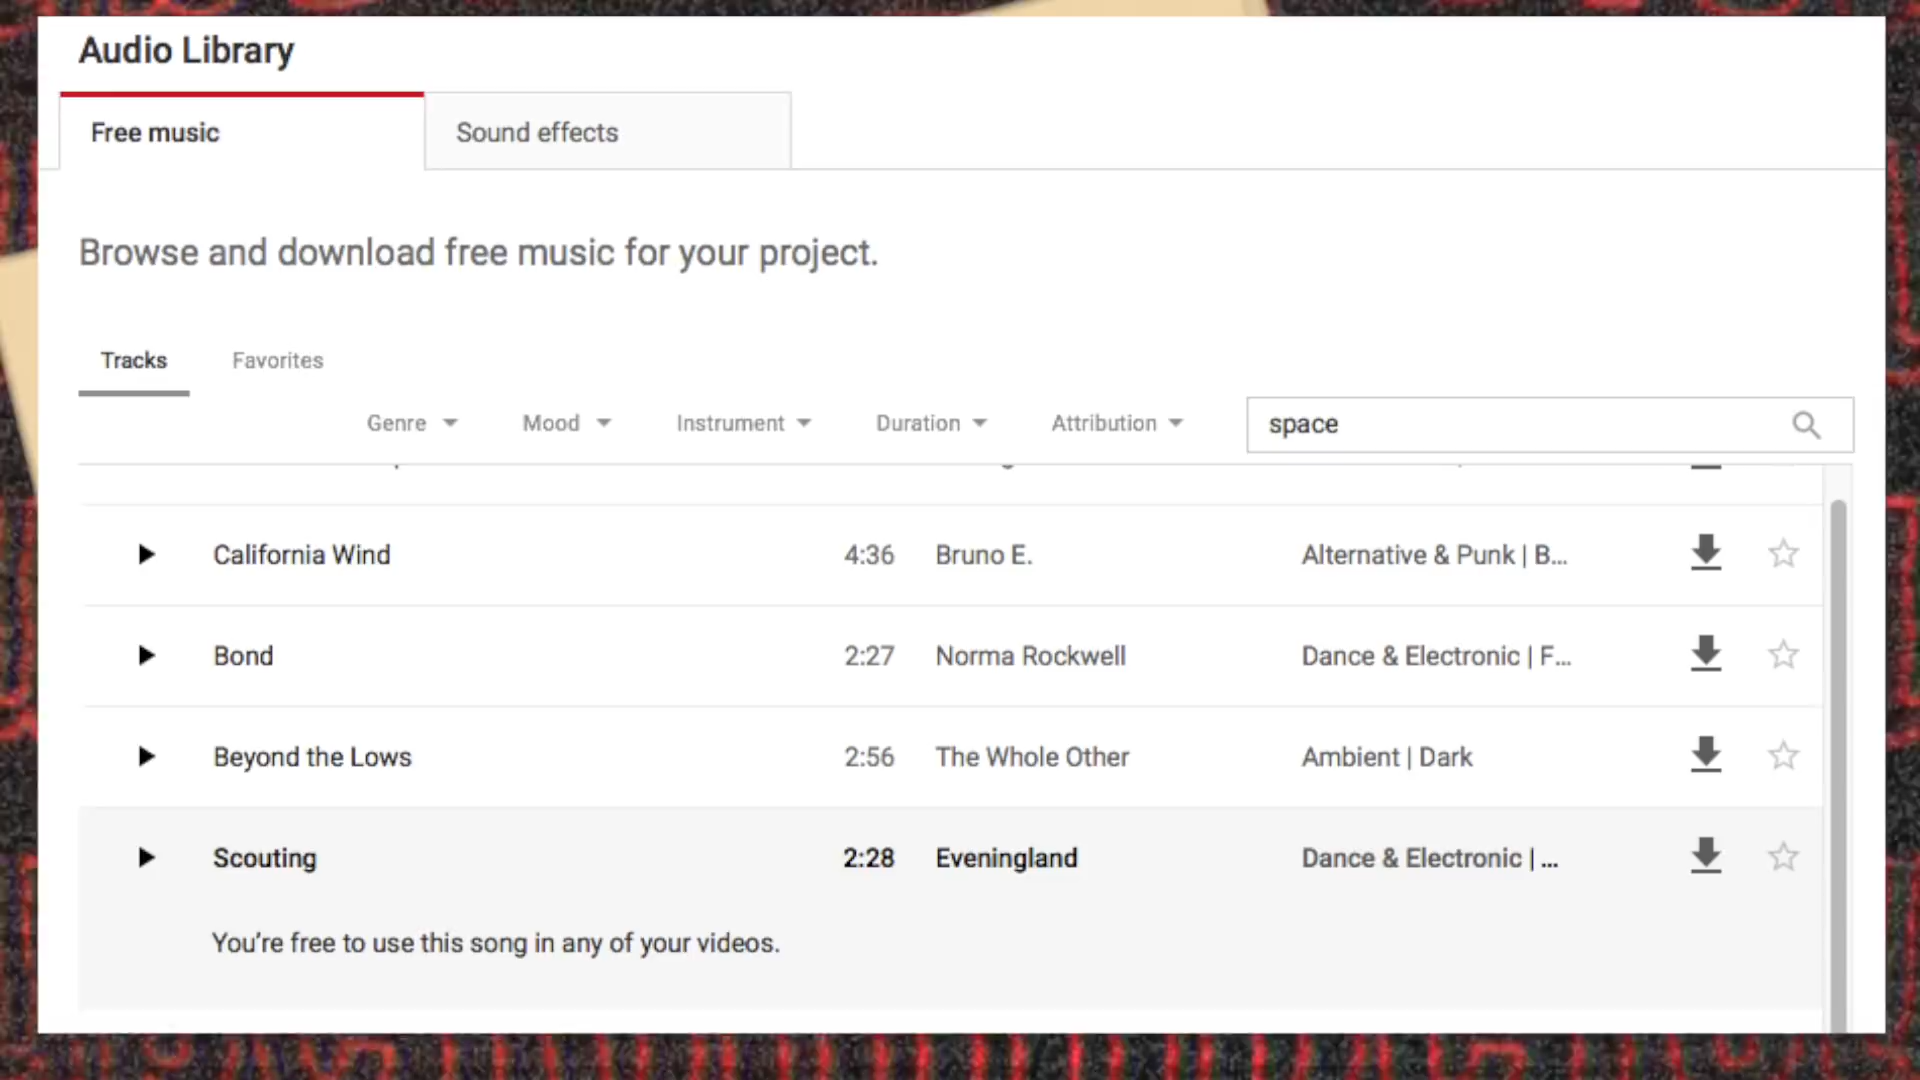 Audio Library
Free music
Sound effects
Browse and download free music for your project.
Tracks
Favorites
Genre
Mood
Instrument
Duration
Attribution
space
California Wind 4:36 Bruno E. Alternative & Punk | B...
Bond 2:27 Norma Rockwell Dance & Electronic | F...
Beyond the Lows 2:56 The Whole Other Ambient | Dark
Scouting 2:28 Eveningland Dance & Electronic | ...
You're free to use this song in any of your videos.